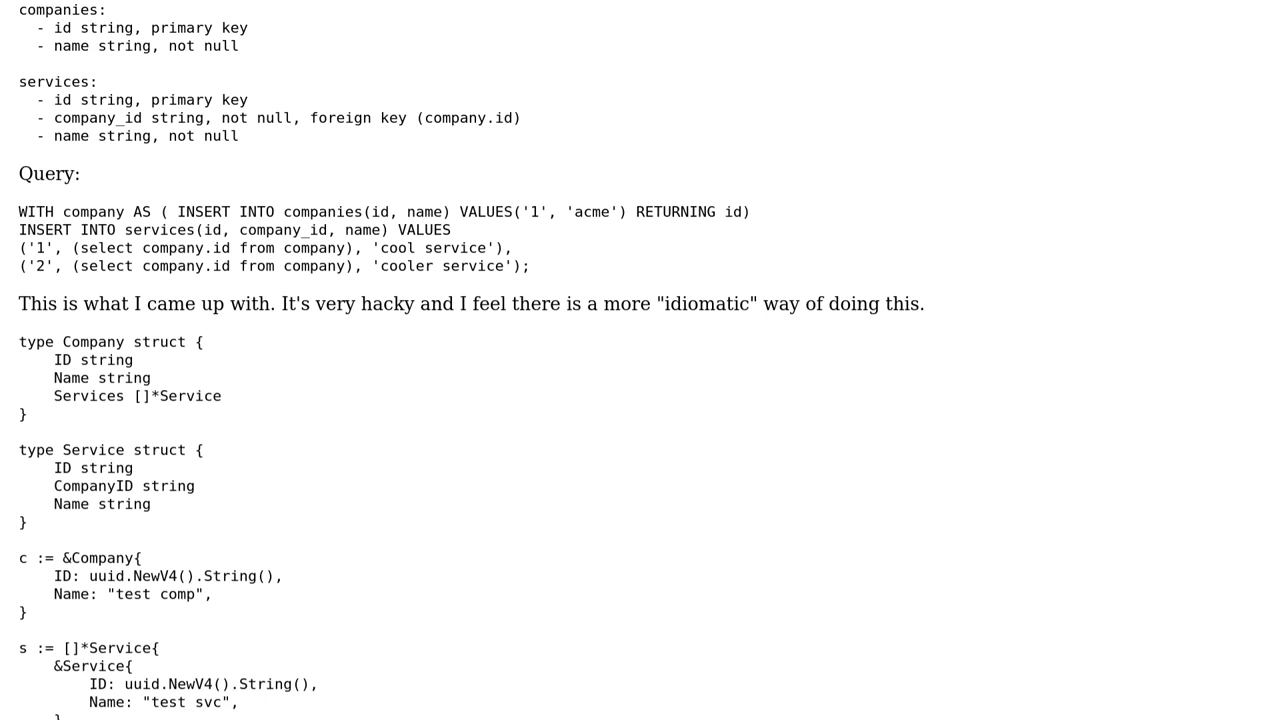 companies:
  - id string, primary key
  - name string, not null

services:
  - id string, primary key
  - company_id string, not null, foreign key (company.id)
  - name string, not null

Query:

WITH company AS ( INSERT INTO companies(id, name) VALUES('1', 'acme') RETURNING id)
INSERT INTO services(id, company_id, name) VALUES
('1', (select company.id from company), 'cool service'),
('2', (select company.id from company), 'cooler service');

This is what I came up with. It's very hacky and I feel there is a more "idiomatic" way of doing this.

type Company struct {
    ID string
    Name string
    Services []*Service
}

type Service struct {
    ID string
    CompanyID string
    Name string
}

c := &Company{
    ID: uuid.NewV4().String(),
    Name: "test comp",
}

s := []*Service{
    &Service{
        ID: uuid.NewV4().String(),
        Name: "test svc",